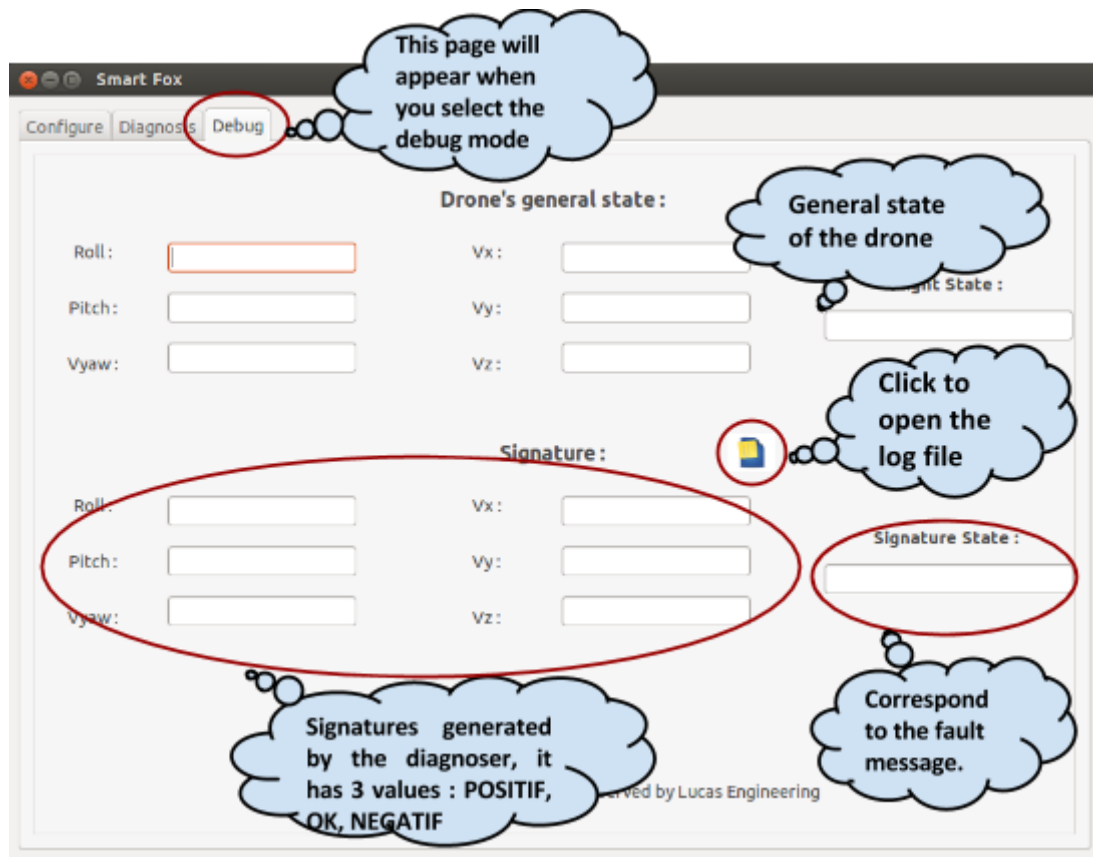 This page will
appear when
you select the
debug mode
Smart Fox
Configure Diagnosis Debug
Drone's general state :
General state
of the drone
Roll :
Vx :
State :
Pitch :
Vy :
Vyaw :
Vz :
Click to
open the
log file
Signature :
Roll :
Vx :
Signature State :
Pitch :
Vy :
Vyaw :
Vz :
Correspond
to the fault
message.
Signatures generated
by the diagnoser, it
has 3 values : POSITIF,
OK, NEGATIF
by Lucas Engineering